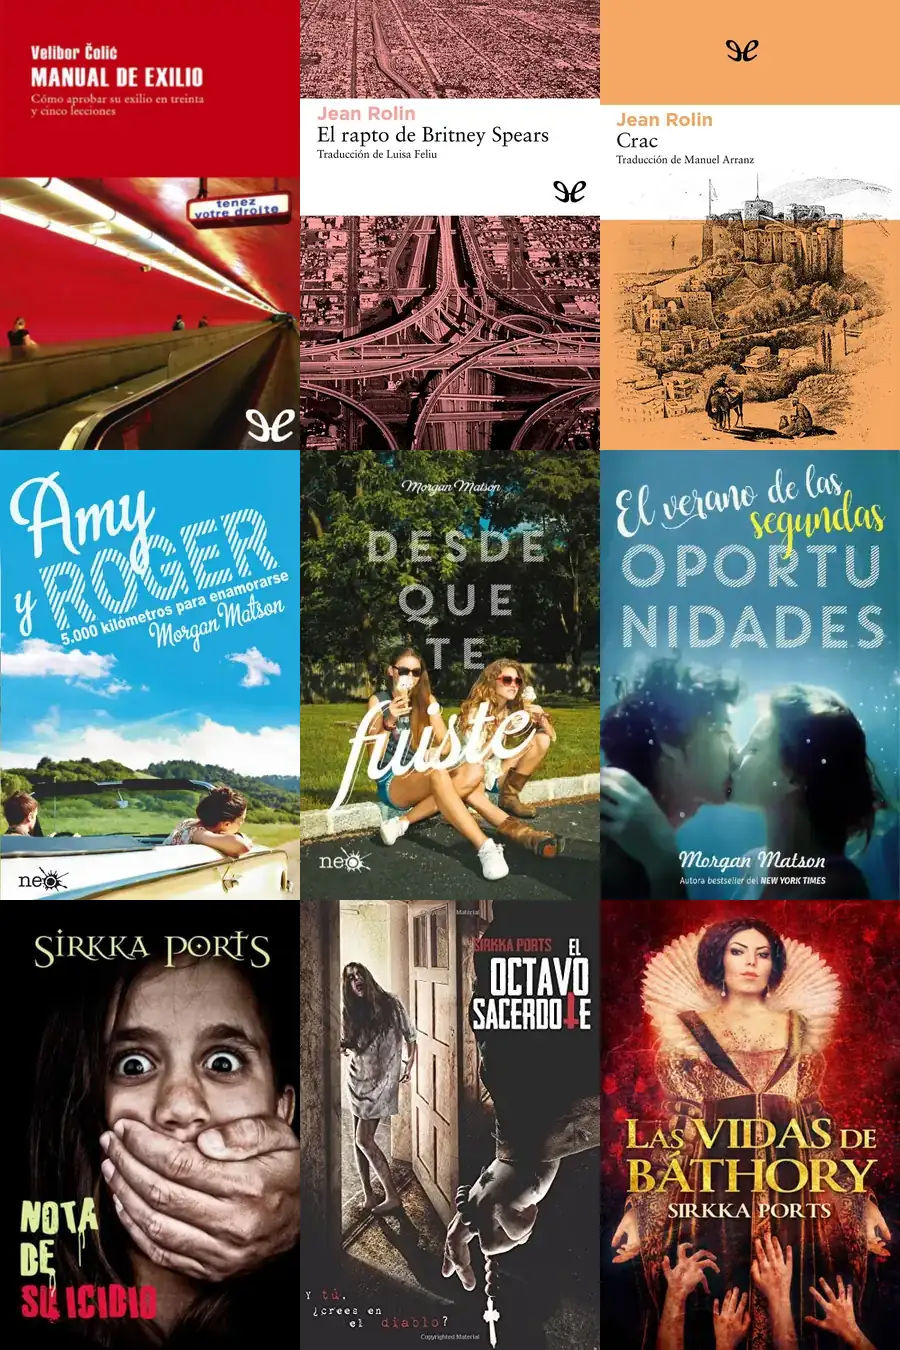 Velibor Čolić
MANUAL DE EXILIO
Cómo aprobar su exilio en treinta
y cinco lecciones
tenez
votre droite
Jean Rolin
El rapto de Britney Spears
Traducción de Luisa Feliu
Jean Rolin
Crac
Traducción de Manuel Arranz
Amy
y ROGER
5.000 kilómetros para enamorarse
Morgan Matson
neo
Morgan Matson
DESDE
QUE
TE
fuiste
neo
El verano de las
segundas
OPORTU
NIDADES
Morgan Matson
Autora bestseller del NEW YORK TIMES
SIRKKA PORTS
NOTA
DE
SUICIDIO
Copyrighted Material
SIRKKA PORTS EL
OCTAVO
SACERDOTE
Y tú,
¿crees en
el diablo?
Copyrighted Material
LAS VIDAS DE
BÁTHORY
SIRKKA PORTS